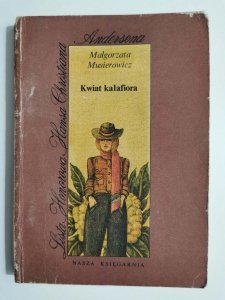 Lista Honorowa Hansa Christiana
Andersena
Małgorzata
Musierowicz
Kwiat kalafiora
NASZA KSIĘGARNIA